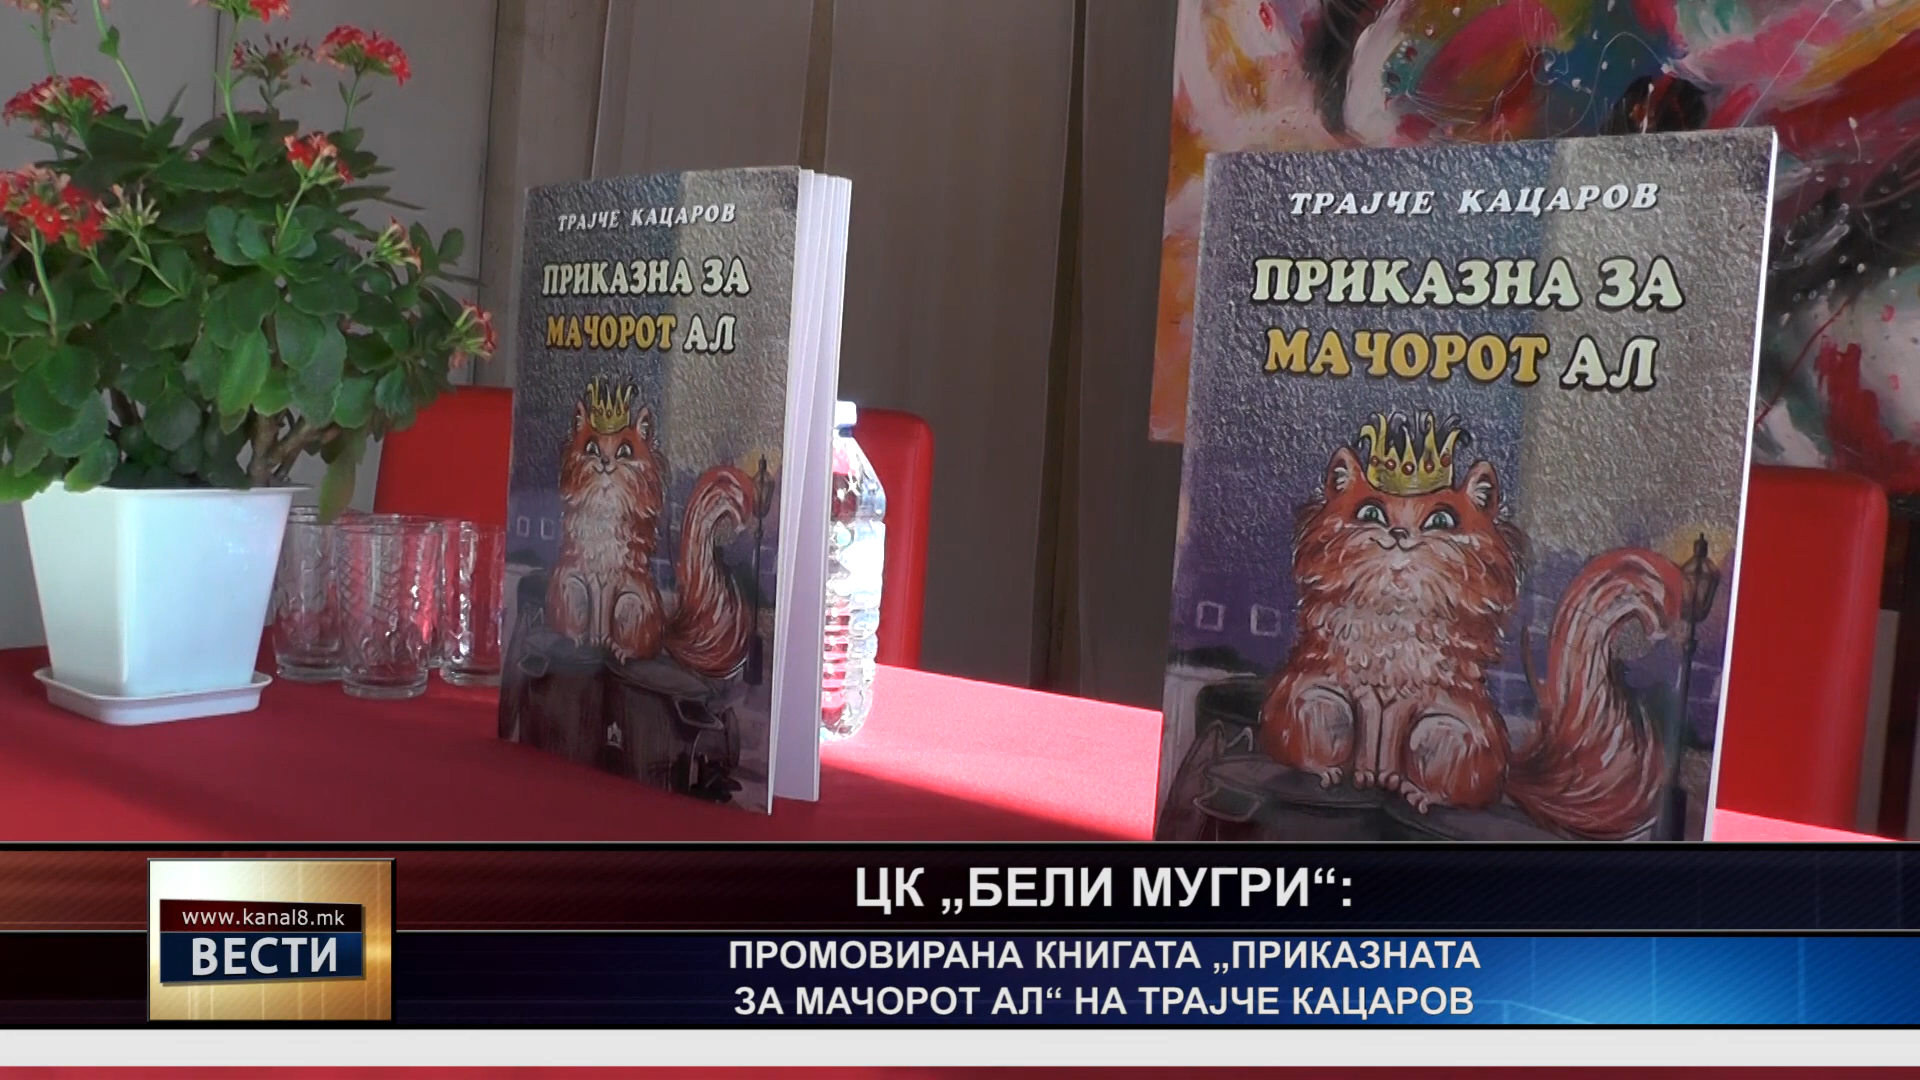 ТРАЈЧЕ КАЦАРОВ
ПРИКАЗНА ЗА
МАЧОРОТ АЛ
ТРАЈЧЕ КАЦАРОВ
ПРИКАЗНА ЗА
МАЧОРОТ АЛ
www.kanal8.mk
ВЕСТИ
ЦК „БЕЛИ МУГРИ“:
ПРОМОВИРАНА КНИГАТА „ПРИКАЗНАТА
ЗА МАЧОРОТ АЛ“ НА ТРАЈЧЕ КАЦАРОВ